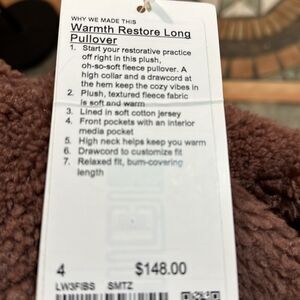 WHY WE MADE THIS
Warmth Restore Long
Pullover
1. Start your restorative practice
off right in this plush,
oh-so-soft fleece pullover. A
high collar and a drawcord at
the hem keep the cozy vibes in
2. Plush, textured fleece fabric
is soft and warm
3. Lined in soft cotton jersey
4. Front pockets with an interior
media pocket
5. High neck helps keep you warm
6. Drawcord to customize fit
7. Relaxed fit, bum-covering
length
4 $148.00
LW3FIBS SMTZ